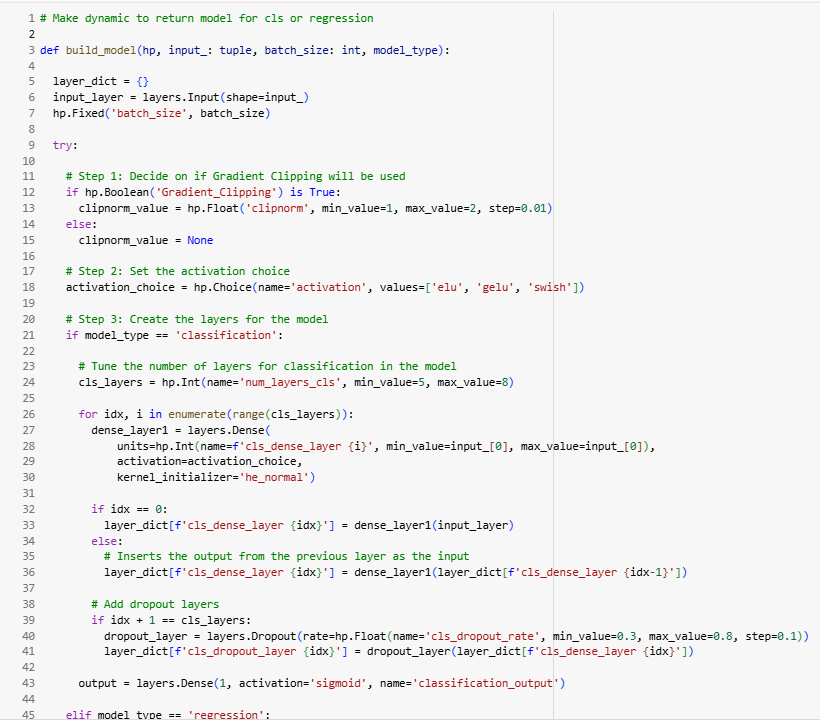 1 # Make dynamic to return model for cls or regression
2
3 def build_model(hp, input_: tuple, batch_size: int, model_type):
4
5   layer_dict = {}
6   input_layer = layers.Input(shape=input_)
7   hp.Fixed('batch_size', batch_size)
8
9   try:
10
11     # Step 1: Decide on if Gradient Clipping will be used
12     if hp.Boolean('Gradient_Clipping') is True:
13       clipnorm_value = hp.Float('clipnorm', min_value=1, max_value=2, step=0.01)
14     else:
15       clipnorm_value = None
16
17     # Step 2: Set the activation choice
18     activation_choice = hp.Choice(name='activation', values=['elu', 'gelu', 'swish'])
19
20     # Step 3: Create the layers for the model
21     if model_type == 'classification':
22
23       # Tune the number of layers for classification in the model
24       cls_layers = hp.Int(name='num_layers_cls', min_value=5, max_value=8)
25
26       for idx, i in enumerate(range(cls_layers)):
27         dense_layer1 = layers.Dense(
28             units=hp.Int(name=f'cls_dense_layer {i}', min_value=input_[0], max_value=input_[0]),
29             activation=activation_choice,
30             kernel_initializer='he_normal')
31
32         if idx == 0:
33           layer_dict[f'cls_dense_layer {idx}'] = dense_layer1(input_layer)
34         else:
35           # Inserts the output from the previous layer as the input
36           layer_dict[f'cls_dense_layer {idx}'] = dense_layer1(layer_dict[f'cls_dense_layer {idx-1}'])
37
38         # Add dropout layers
39         if idx + 1 == cls_layers:
40           dropout_layer = layers.Dropout(rate=hp.Float(name='cls_dropout_rate', min_value=0.3, max_value=0.8, step=0.1))
41           layer_dict[f'cls_dropout_layer {idx}'] = dropout_layer(layer_dict[f'cls_dense_layer {idx}'])
42
43       output = layers.Dense(1, activation='sigmoid', name='classification_output')
44
45     elif model_type == 'regression':